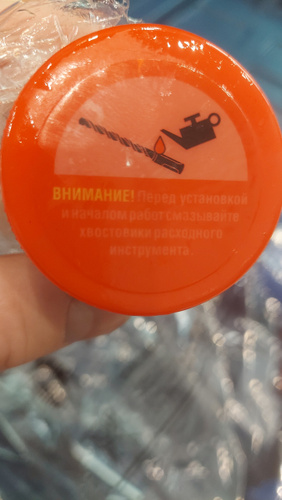 ВНИМАНИЕ! Перед установкой
и началом работ смазывайте
хвостовики расходного
инструмента.